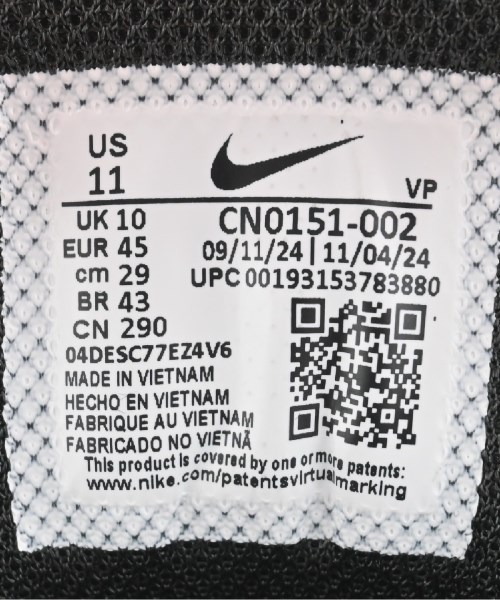 US
11
VP
UK 10
EUR 45
cm 29
BR 43
CN 290
CN0151-002
09/11/24 | 11/04/24
UPC00193153783880
04DESC77EZ4V6
MADE IN VIETNAM
HECHO EN VIETNAM
FABRIQUE AU VIETNAM
FABRICADO NO VIETNÃ
This product is covered by one or more patents:
www.nike.com/patentsvirtualmarking